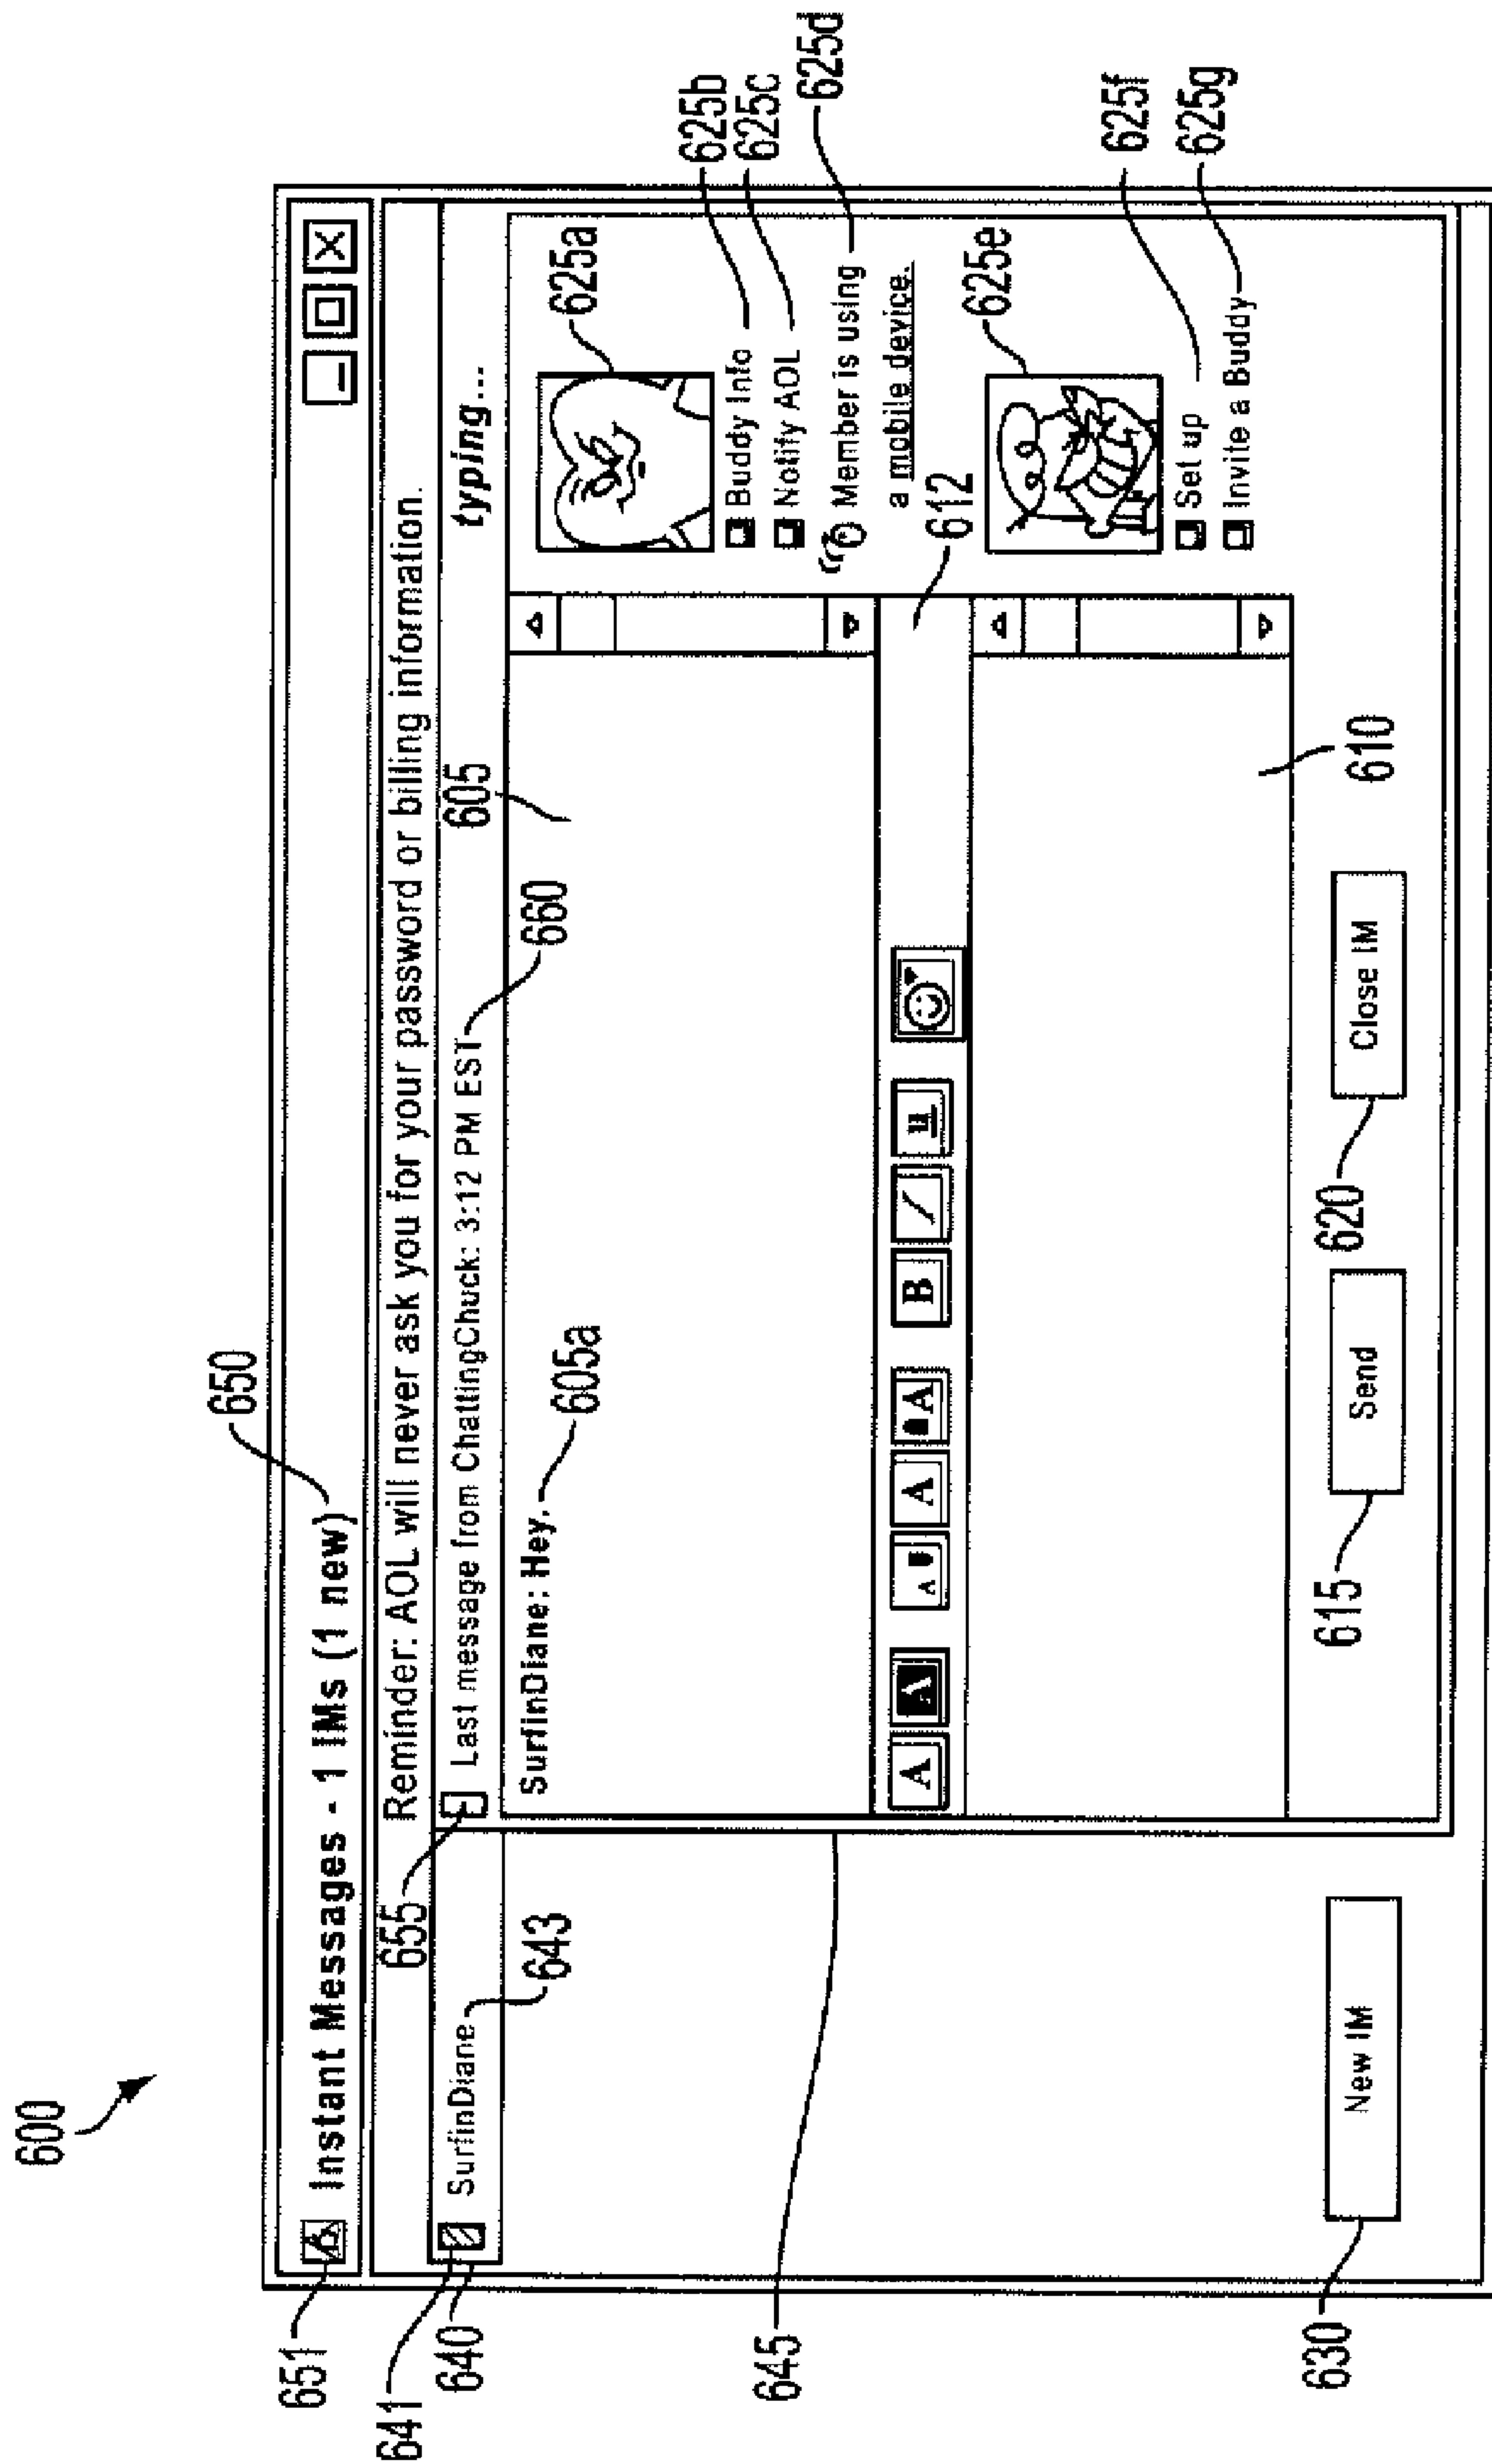 600
650
651 Instant Messages - 1 IMs (1 new)
Reminder: AOL will never ask you for your password or billing information.
641
640
643
SurfinDiane
655
Last message from ChattingChuck: 3:12 PM EST
660
typing...
605
SurfinDiane: Hey.
605a
625a
Buddy Info
625b
Notify AOL
625c
Member is using
a mobile device.
625d
612
A A A A A B / u
625e
Set up
625f
Invite a Buddy
625g
645
610
615
Send
620
Close IM
630
New IM